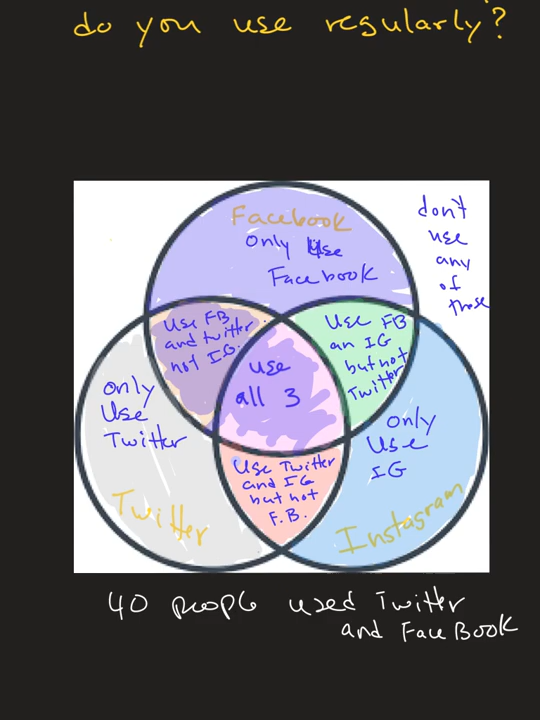 do you use regularly?
Facebook
Only Use
Facebook
don't
use
any
of
those
Use FB
and twitter
not IG.
Use FB
an IG
but not
Twitter
use
all 3
only
Use
Twitter
Only
Use
IG
Use Twitter
and IG
but not
F.B.
Twitter
Instagram
40 people used Twitter
and FaceBook